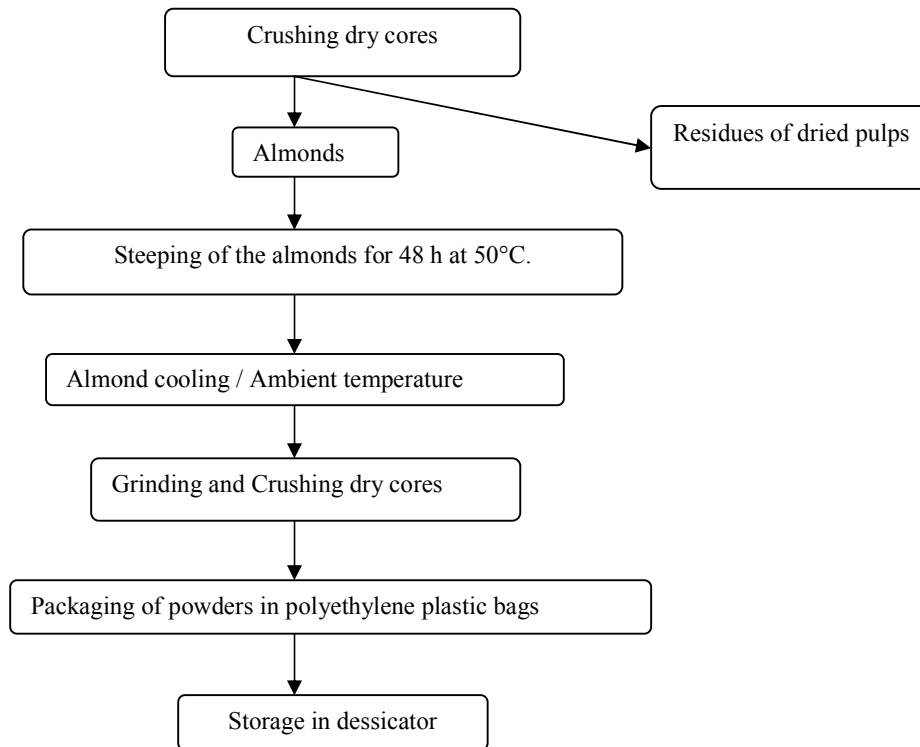 Crushing dry cores
Residues of dried pulps
Almonds
Steeping of the almonds for 48 h at 50°C.
Almond cooling / Ambient temperature
Grinding and Crushing dry cores
Packaging of powders in polyethylene plastic bags
Storage in dessicator